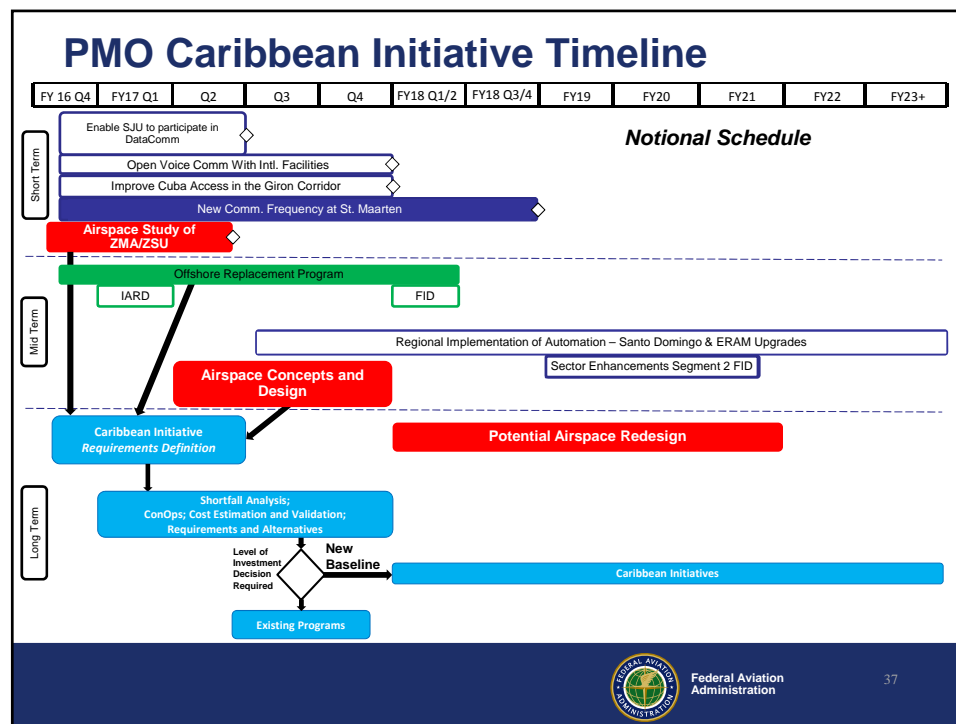 PMO Caribbean Initiative Timeline
FY 16 Q4 FY17 Q1 Q2 Q3 Q4 FY18 Q1/2 FY18 Q3/4 FY19 FY20 FY21 FY22 FY23+
Notional Schedule
Short Term
Enable SJU to participate in
DataComm
Open Voice Comm With Intl. Facilities
Improve Cuba Access in the Giron Corridor
New Comm. Frequency at St. Maarten
Airspace Study of
ZMA/ZSU
Mid Term
Offshore Replacement Program
IARD
FID
Regional Implementation of Automation – Santo Domingo & ERAM Upgrades
Sector Enhancements Segment 2 FID
Airspace Concepts and
Design
Long Term
Caribbean Initiative
Requirements Definition
Potential Airspace Redesign
Shortfall Analysis;
ConOps; Cost Estimation and Validation;
Requirements and Alternatives
Level of
Investment
Decision
Required
New
Baseline
Caribbean Initiatives
Existing Programs
FEDERAL AVIATION
ADMINISTRATION
Federal Aviation
Administration
37